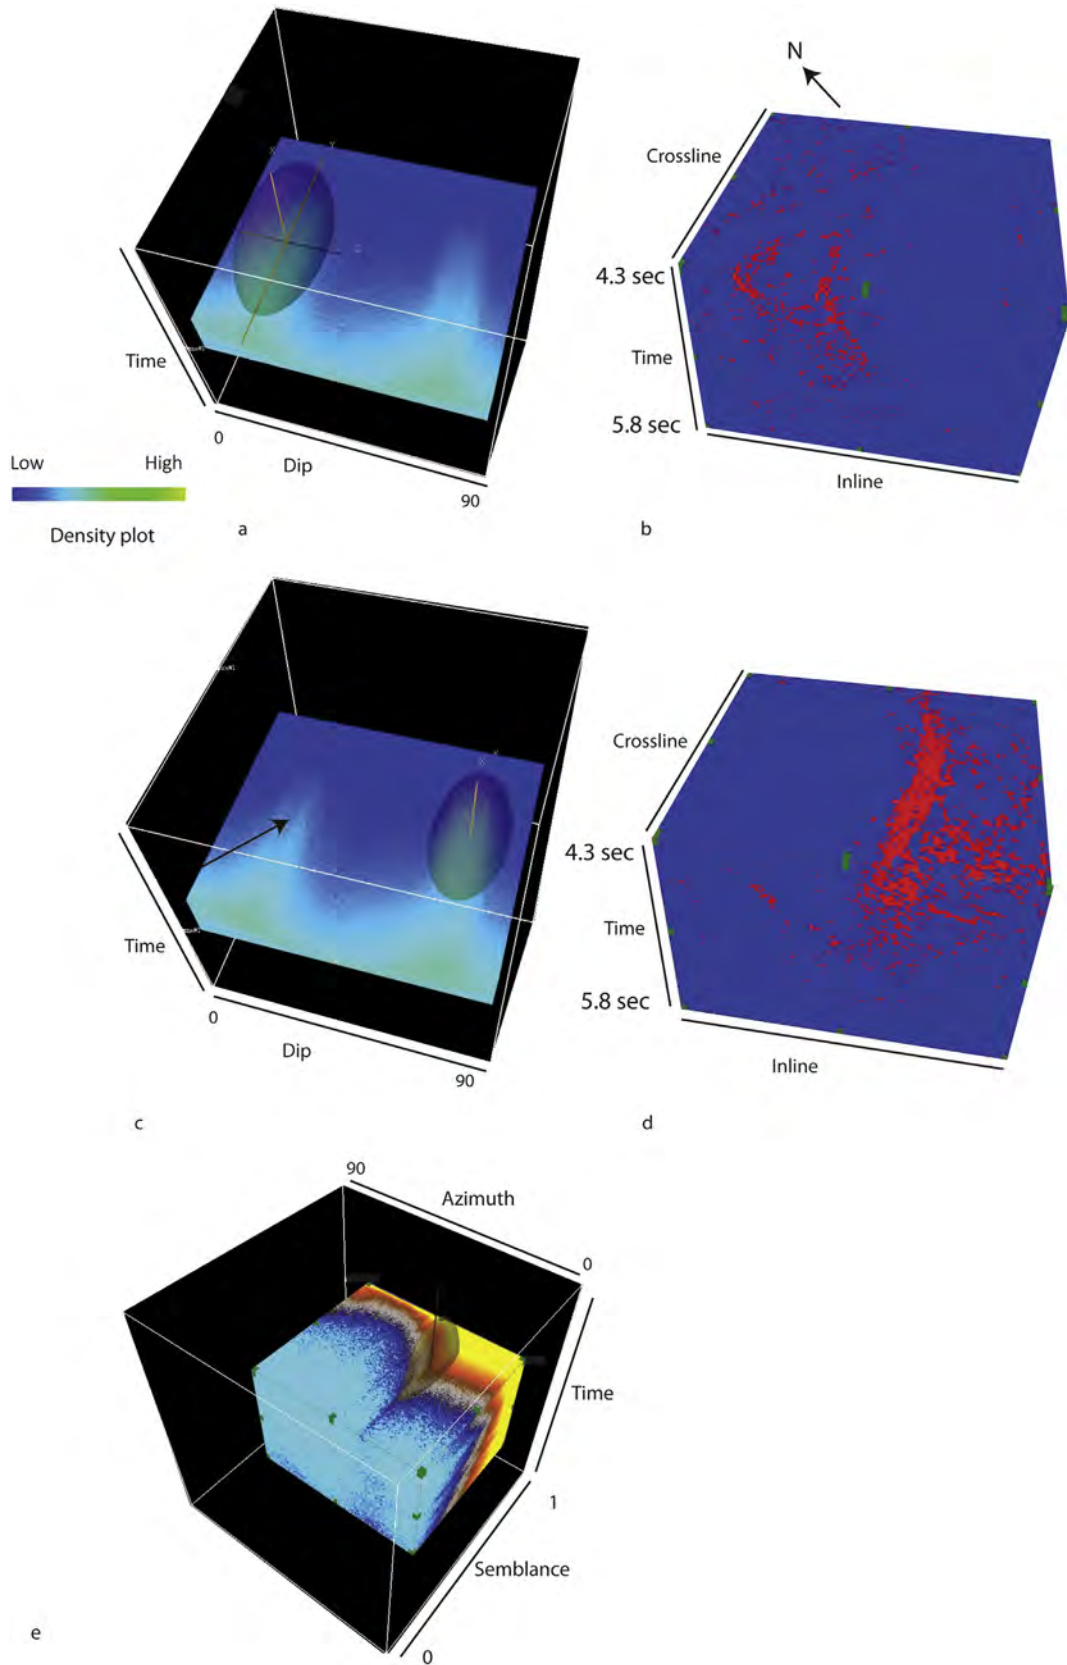 N
Crossline
4.3 sec
Time
5.8 sec
Inline
X
Y
Z
Time
0
Dip
90
Low High
Density plot
a
b
Crossline
4.3 sec
Time
5.8 sec
Inline
Time
0
Dip
90
c
d
90
Azimuth
0
Time
1
Semblance
0
e